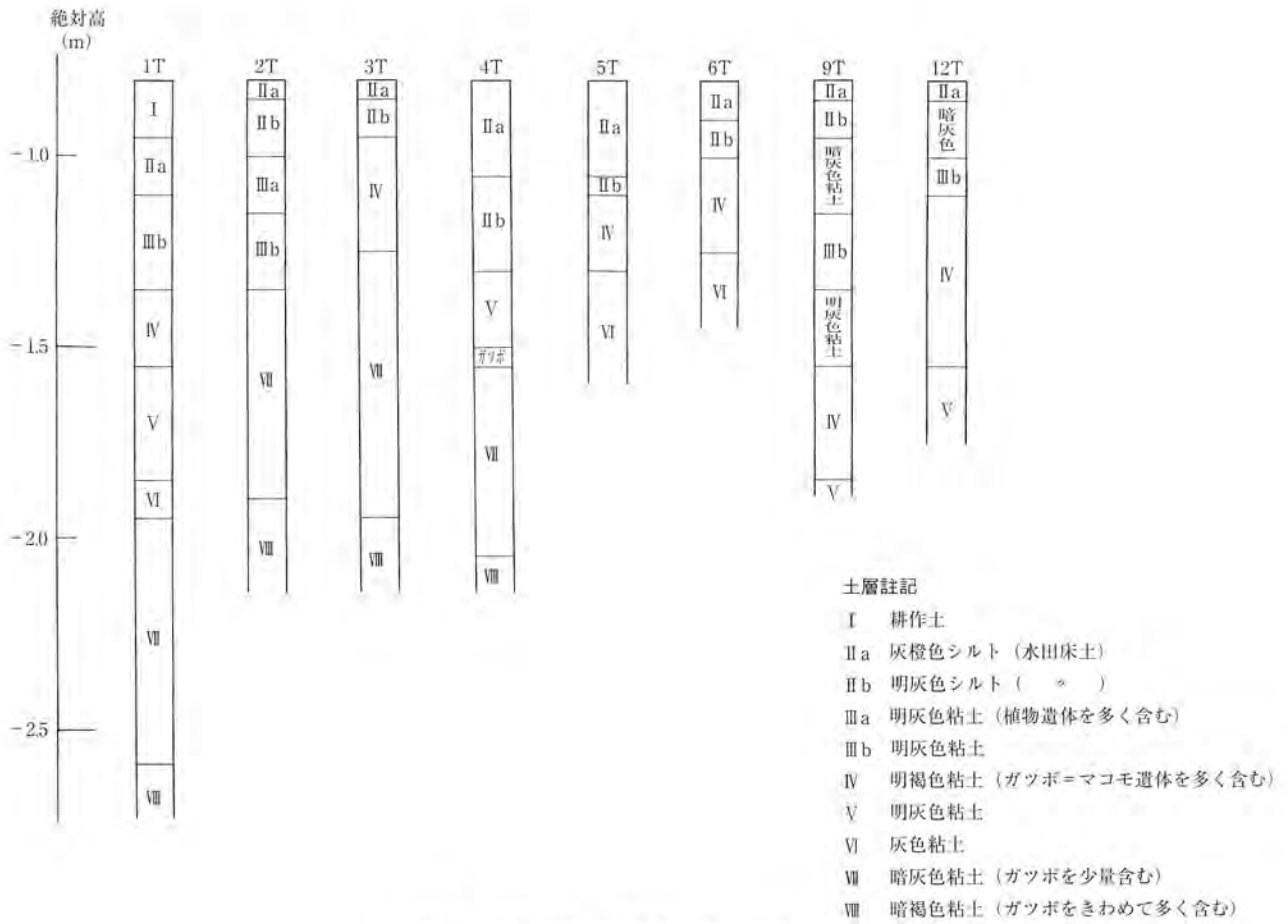 絶対高
(m)
1T 2T 3T 4T 5T 6T 9T 12T
-1.0
-1.5
-2.0
-2.5
I
Ⅱa
Ⅲb
Ⅳ
Ⅴ
Ⅵ
Ⅶ
Ⅷ
Ⅱa
Ⅱb
Ⅲa
Ⅲb
Ⅶ
Ⅷ
Ⅱa
Ⅱb
Ⅳ
Ⅶ
Ⅷ
Ⅱa
Ⅱb
Ⅴ
ガツボ
Ⅶ
Ⅷ
Ⅱa
Ⅱb
Ⅳ
Ⅵ
Ⅱa
Ⅱb
Ⅳ
Ⅵ
Ⅱa
Ⅱb
暗灰色粘土
Ⅲb
明灰色粘土
Ⅳ
Ⅴ
Ⅱa
暗灰色
Ⅲb
Ⅳ
Ⅴ
土層註記
I 耕作土
Ⅱa 灰橙色シルト（水田床土）
Ⅱb 明灰色シルト（ 〃 ）
Ⅲa 明灰色粘土（植物遺体を多く含む）
Ⅲb 明灰色粘土
Ⅳ 明褐色粘土（ガツボ＝マコモ遺体を多く含む）
Ⅴ 明灰色粘土
Ⅵ 灰色粘土
Ⅶ 暗灰色粘土（ガツボを少量含む）
Ⅷ 暗褐色粘土（ガツボをきわめて多く含む）